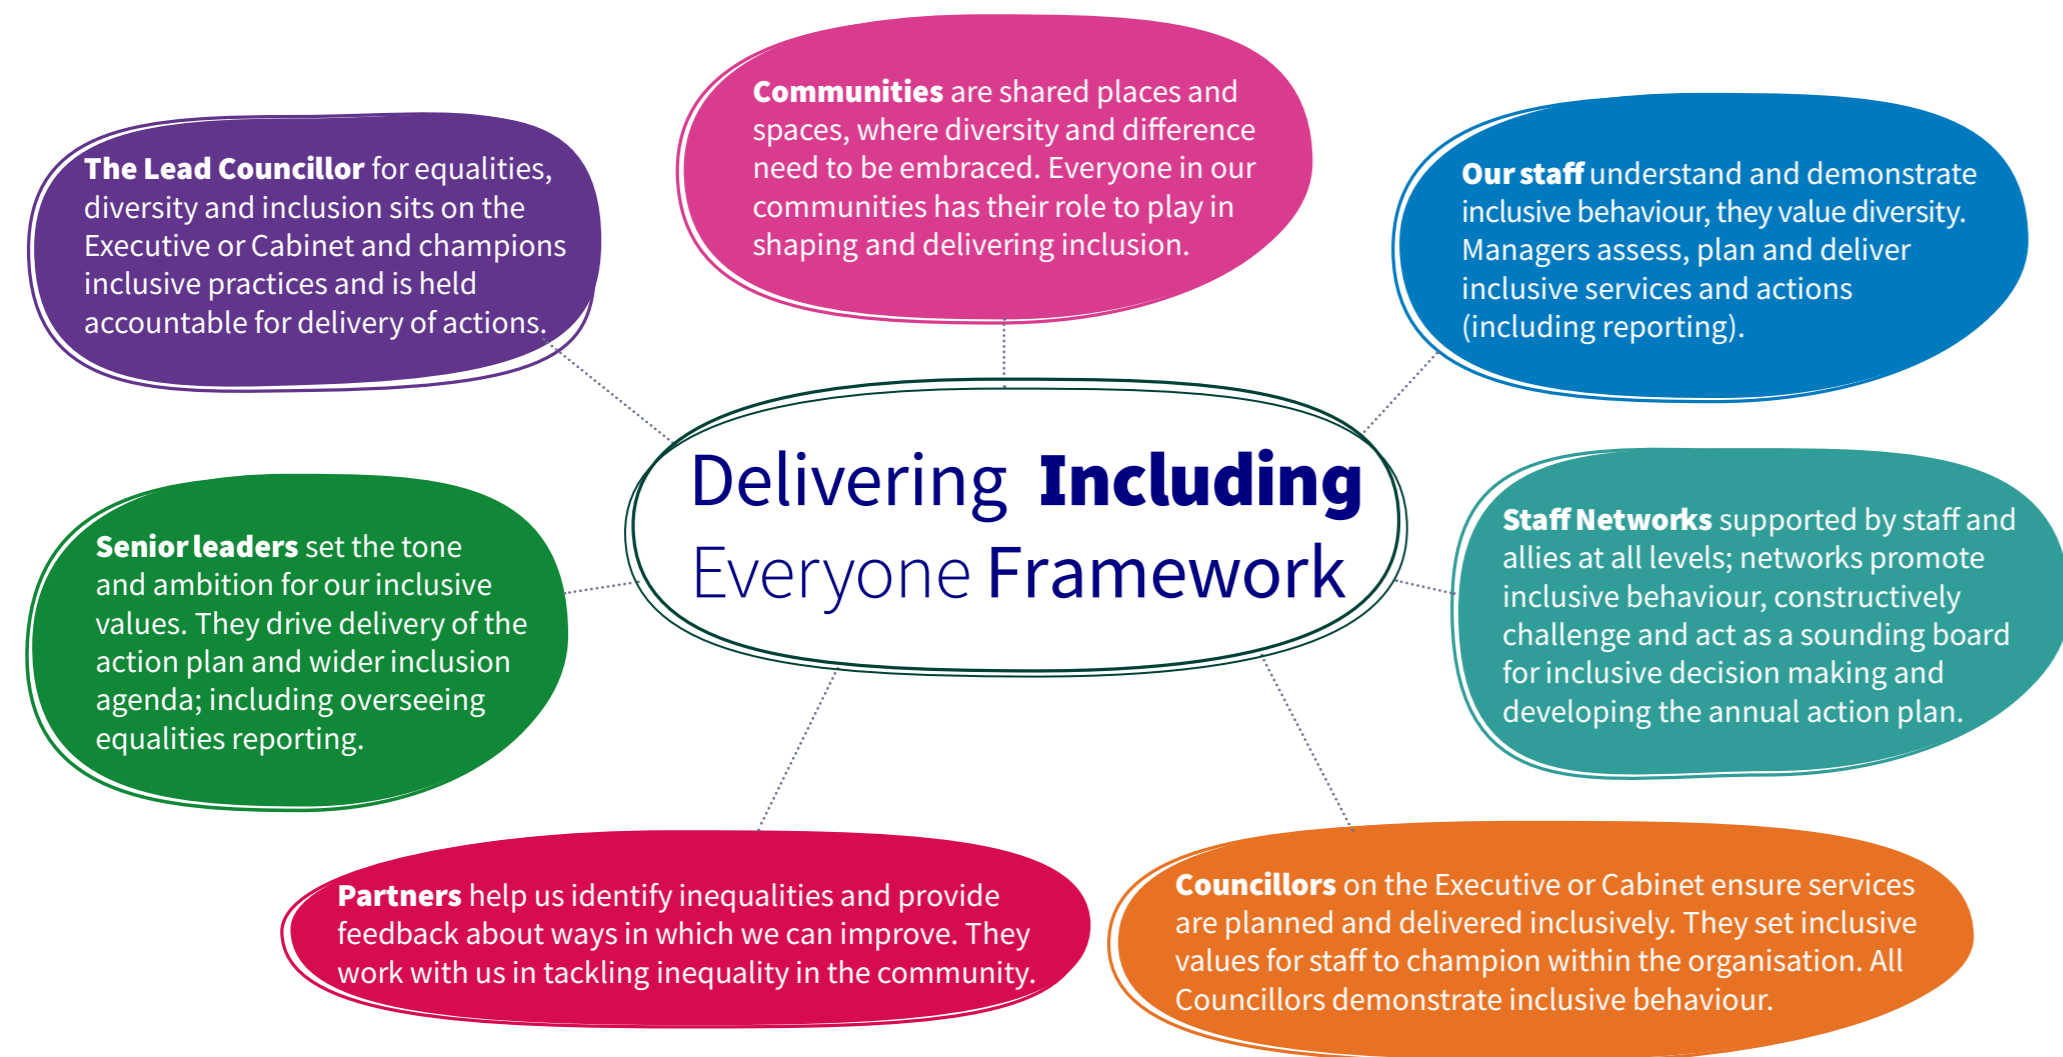 Communities are shared places and
spaces, where diversity and difference
need to be embraced. Everyone in our
communities has their role to play in
shaping and delivering inclusion.
The Lead Councillor for equalities,
diversity and inclusion sits on the
Executive or Cabinet and champions
inclusive practices and is held
accountable for delivery of actions.
Our staff understand and demonstrate
inclusive behaviour, they value diversity.
Managers assess, plan and deliver
inclusive services and actions
(including reporting).
Delivering Including
Everyone Framework
Senior leaders set the tone
and ambition for our inclusive
values. They drive delivery of the
action plan and wider inclusion
agenda; including overseeing
equalities reporting.
Staff Networks supported by staff and
allies at all levels; networks promote
inclusive behaviour, constructively
challenge and act as a sounding board
for inclusive decision making and
developing the annual action plan.
Partners help us identify inequalities and provide
feedback about ways in which we can improve. They
work with us in tackling inequality in the community.
Councillors on the Executive or Cabinet ensure services
are planned and delivered inclusively. They set inclusive
values for staff to champion within the organisation. All
Councillors demonstrate inclusive behaviour.